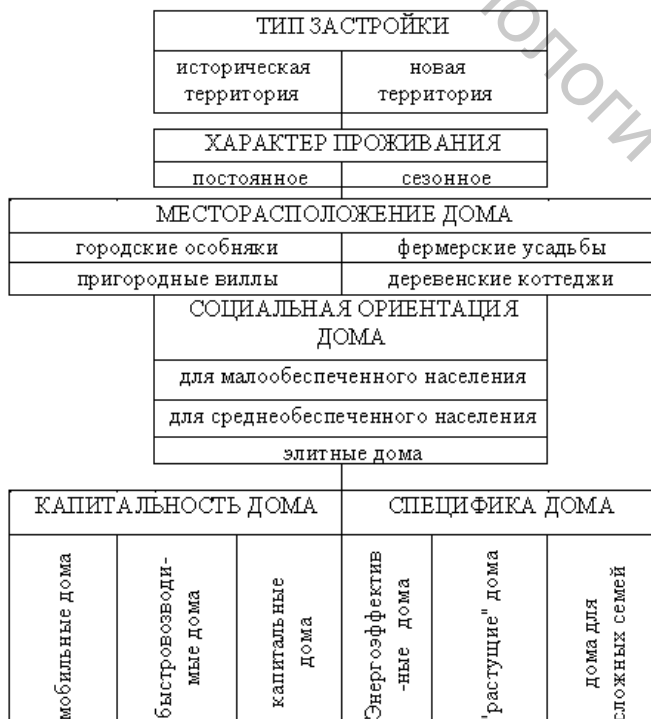 ТИП ЗАСТРОЙКИ
историческая территория
новая территория
ХАРАКТЕР ПРОЖИВАНИЯ
постоянное
сезонное
МЕСТОРАСПОЛОЖЕНИЕ ДОМА
городские особняки
фермерские усадьбы
пригородные виллы
деревенские коттеджи
СОЦИАЛЬНАЯ ОРИЕНТАЦИЯ
ДОМА
для малообеспеченного населения
для среднеобеспеченного населения
элитные дома
КАПИТАЛЬНОСТЬ ДОМА
СПЕЦИФИКА ДОМА
мобильные дома
быстровозводи-
мые дома
капитальные
дома
Энергоэффектив
-ные дома
"растущие" дома
дома для
сложных семей